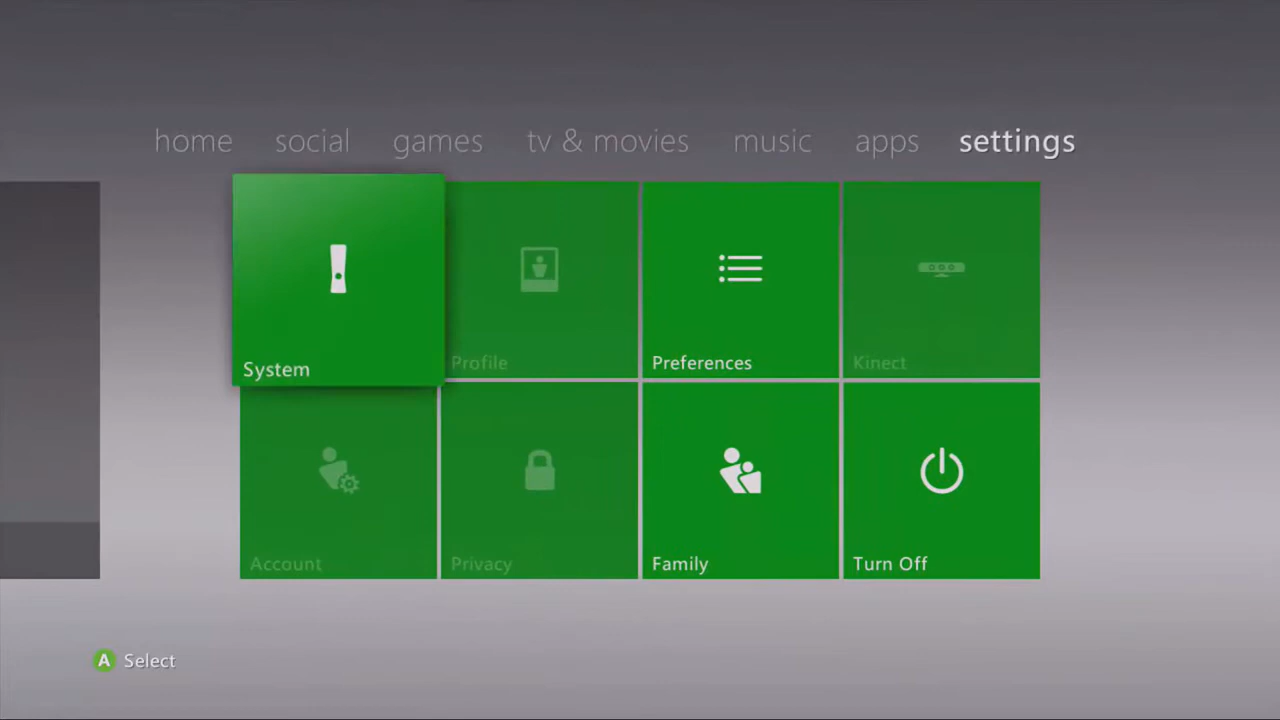 home social games tv & movies music apps settings
System Profile Preferences Kinect
Account Privacy Family Turn Off
A Select